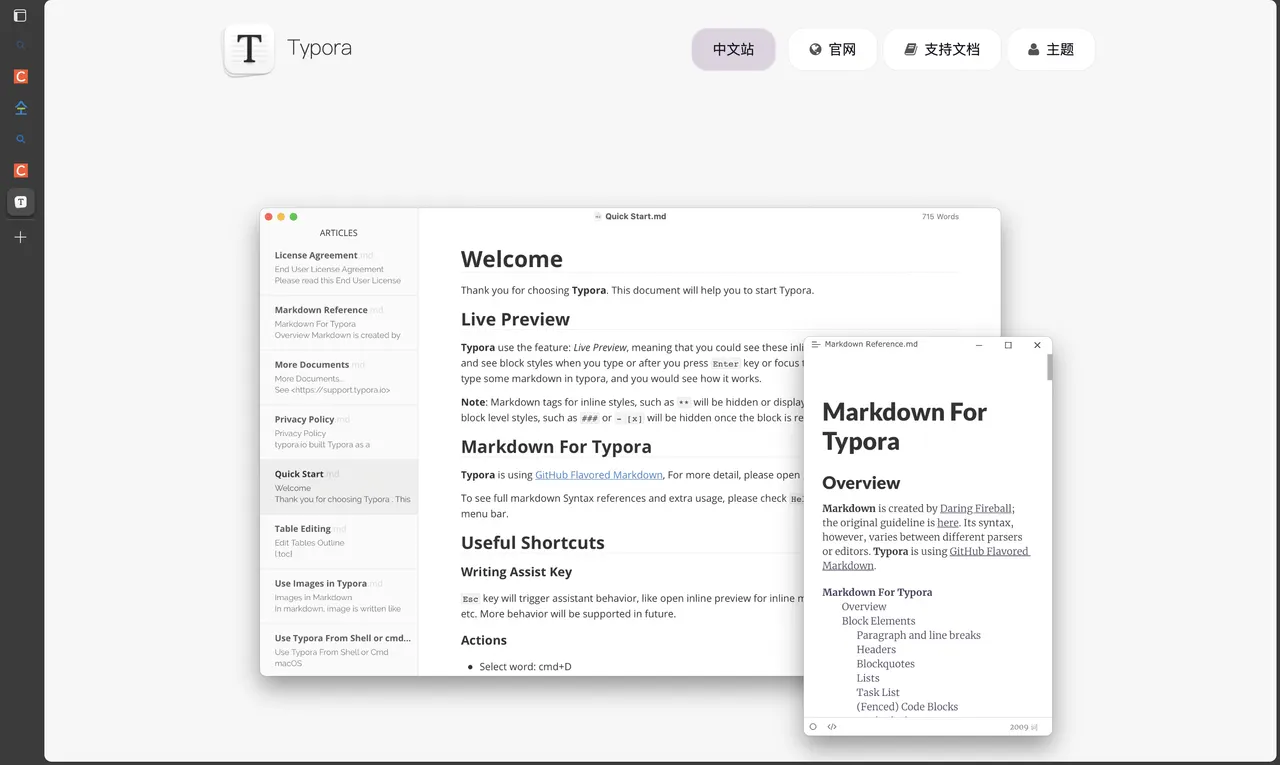 Typora
中文站
官网
支持文档
主题
Quick Start.md
715 Words
ARTICLES
License Agreement .md
End User License Agreement
Please read this End User License
Markdown Reference .md
Markdown For Typora
Overview Markdown is created by
More Documents .md
More Documents..
See <https://support.typora.io>
Privacy Policy .md
Privacy Policy
typora.io built Typora as a
Quick Start .md
Welcome
Thank you for choosing Typora . This
Table Editing .md
Edit Tables Outline
[toc]
Use Images in Typora .md
Images in Markdown
In markdown, image is written like
Use Typora From Shell or cmd...
Use Typora From Shell or Cmd
macOS
Welcome
Thank you for choosing Typora. This document will help you to start Typora.
Live Preview
Typora use the feature: Live Preview, meaning that you could see these inli
and see block styles when you type or after you press Enter key or focus t
type some markdown in typora, and you would see how it works.
Note: Markdown tags for inline styles, such as ** will be hidden or display
block level styles, such as ### or - [x] will be hidden once the block is re
Markdown For Typora
Typora is using GitHub Flavored Markdown, For more detail, please open
To see full markdown Syntax references and extra usage, please check Hel
menu bar.
Useful Shortcuts
Writing Assist Key
Esc key will trigger assistant behavior, like open inline preview for inline m
etc. More behavior will be supported in future.
Actions
Select word: cmd+D
Markdown Reference.md
Markdown For
Typora
Overview
Markdown is created by Daring Fireball;
the original guideline is here. Its syntax,
however, varies between different parsers
or editors. Typora is using GitHub Flavored
Markdown.
Markdown For Typora
Overview
Block Elements
Paragraph and line breaks
Headers
Blockquotes
Lists
Task List
(Fenced) Code Blocks
2009 词